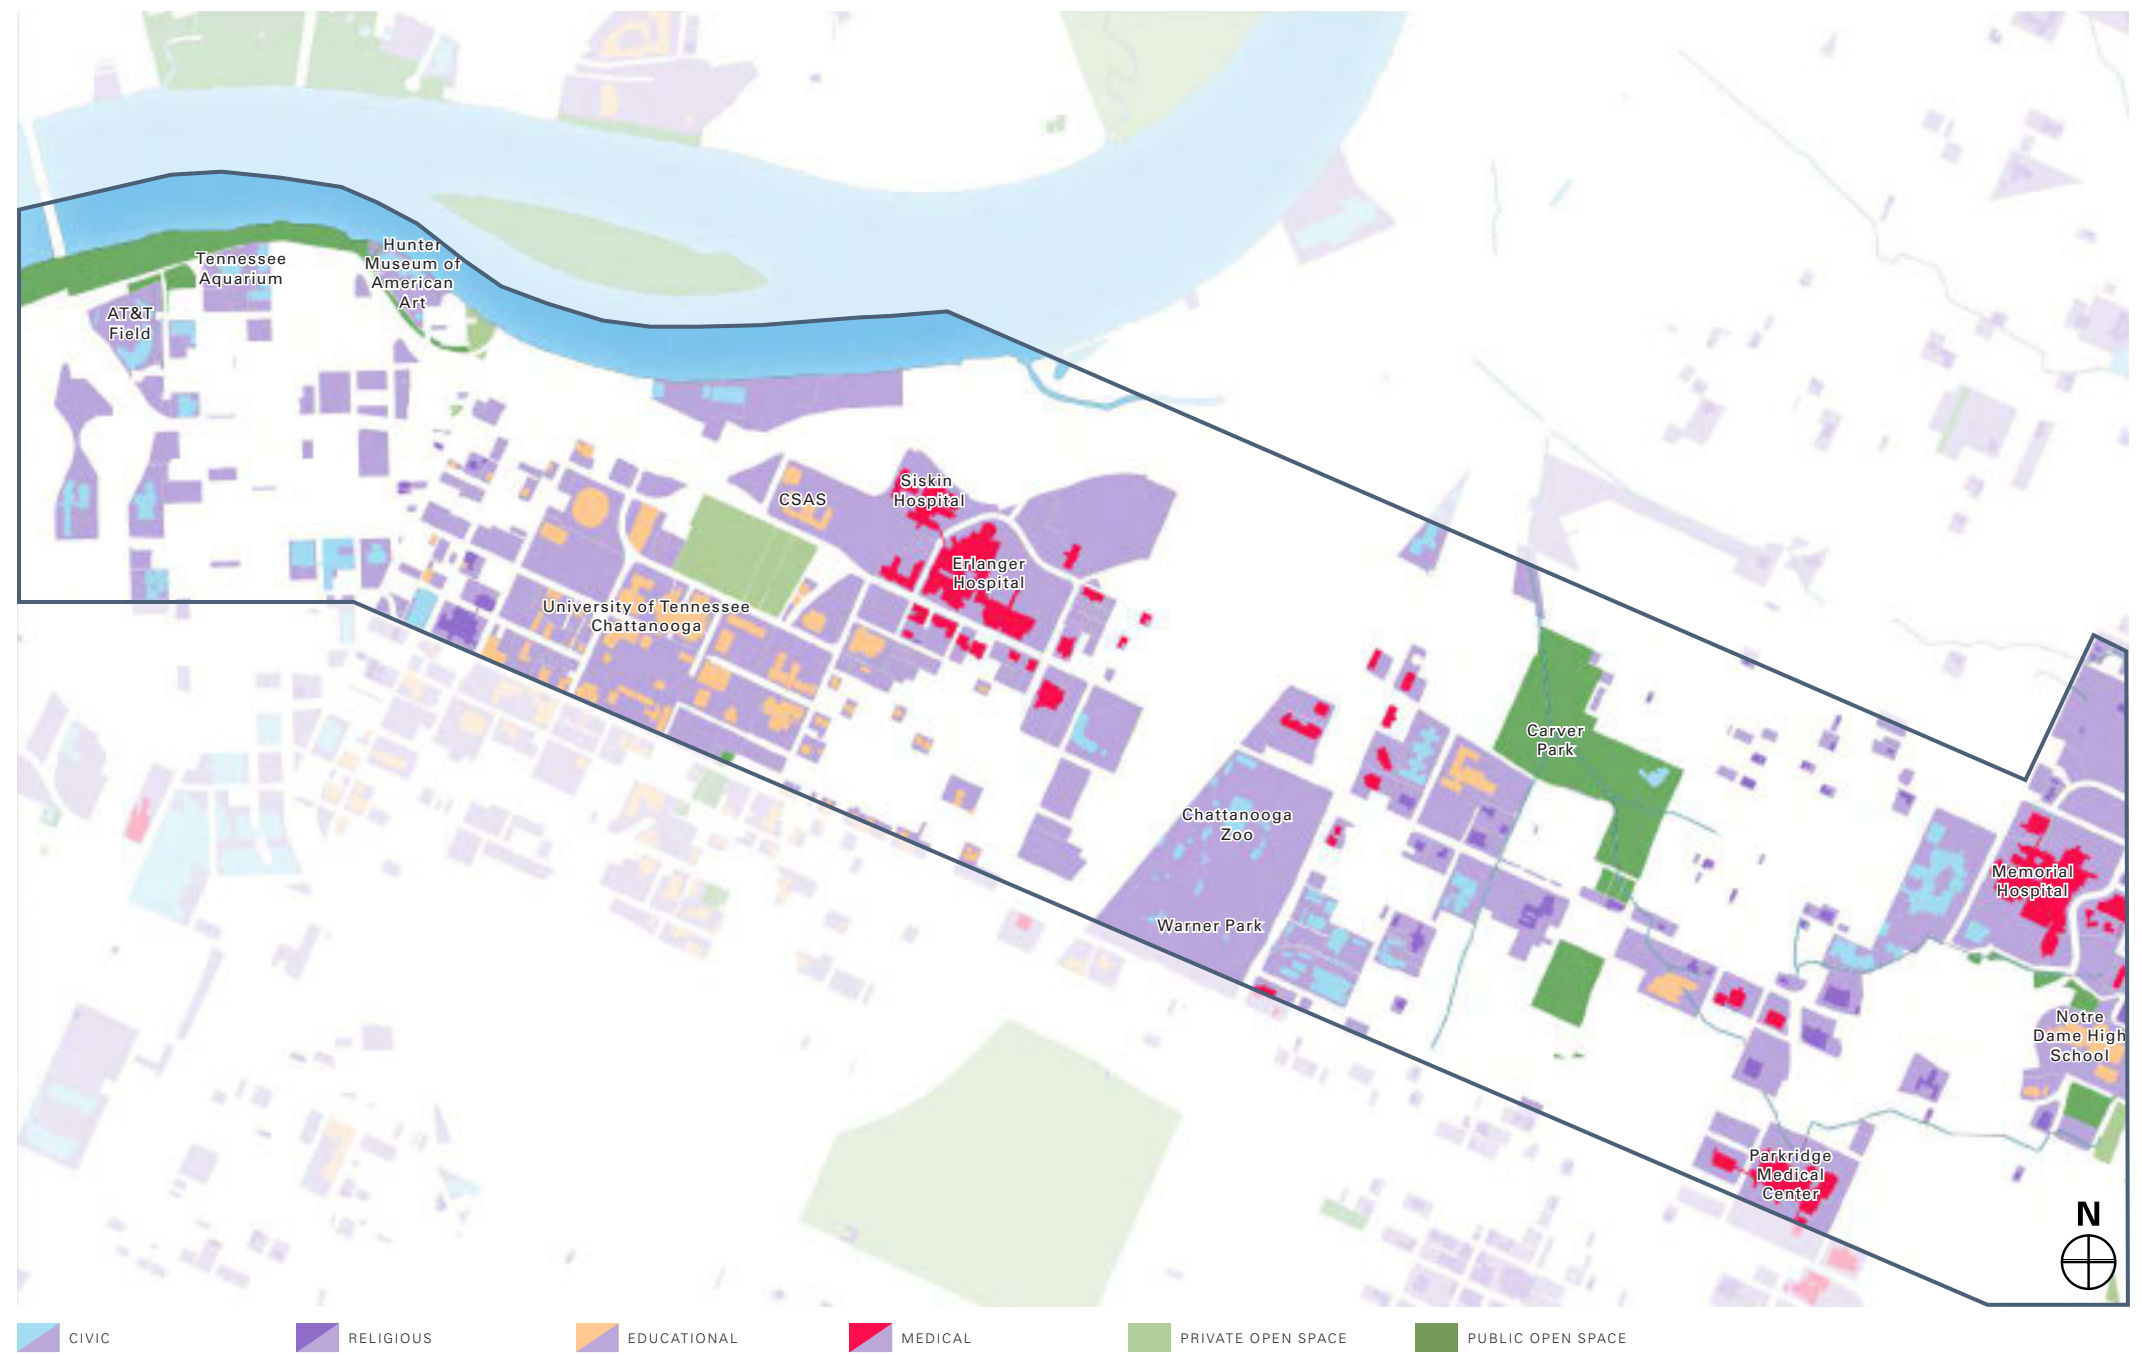 Tennessee
Aquarium
Hunter
Museum of
American
Art
AT&T
Field
CSAS
Siskin
Hospital
Erlanger
Hospital
University of Tennessee
Chattanooga
Carver
Park
Chattanooga
Zoo
Warner Park
Memorial
Hospital
Notre
Dame High
School
Parkridge
Medical
Center
N
CIVIC
RELIGIOUS
EDUCATIONAL
MEDICAL
PRIVATE OPEN SPACE
PUBLIC OPEN SPACE